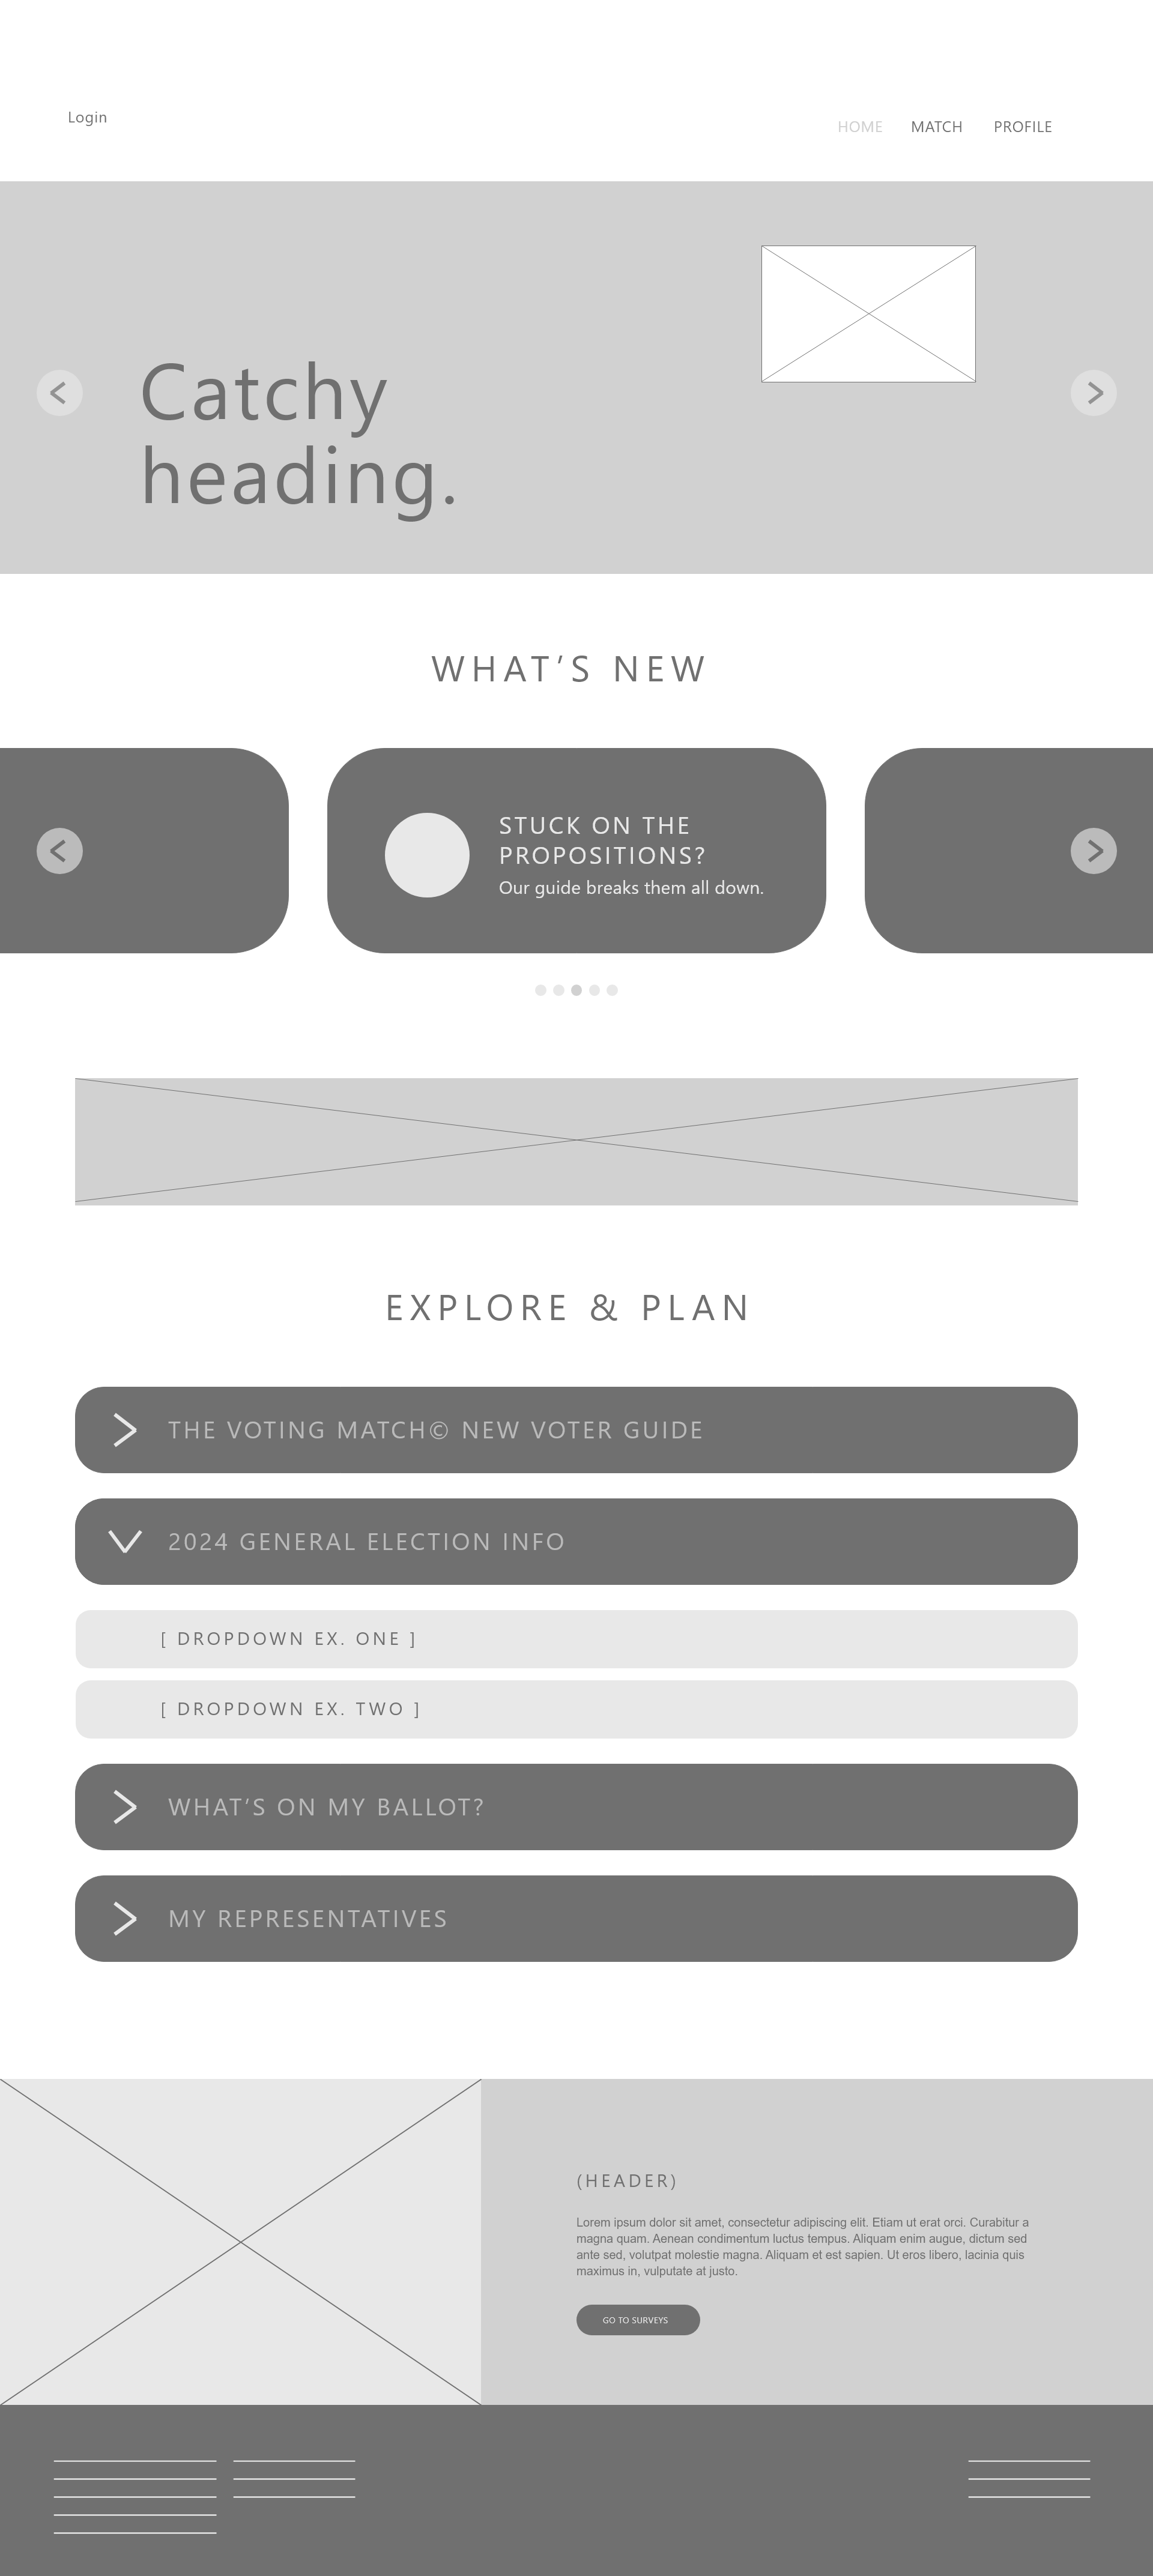 Login
HOME MATCH PROFILE
Catchy
heading.
WHAT’S NEW
STUCK ON THE
PROPOSITIONS?
Our guide breaks them all down.
EXPLORE & PLAN
THE VOTING MATCH© NEW VOTER GUIDE
2024 GENERAL ELECTION INFO
[ DROPDOWN EX. ONE ]
[ DROPDOWN EX. TWO ]
WHAT’S ON MY BALLOT?
MY REPRESENTATIVES
(HEADER)
Lorem ipsum dolor sit amet, consectetur adipiscing elit. Etiam ut erat orci. Curabitur a
magna quam. Aenean condimentum luctus tempus. Aliquam enim augue, dictum sed
ante sed, volutpat molestie magna. Aliquam et est sapien. Ut eros libero, lacinia quis
maximus in, vulputate at justo.
GO TO SURVEYS